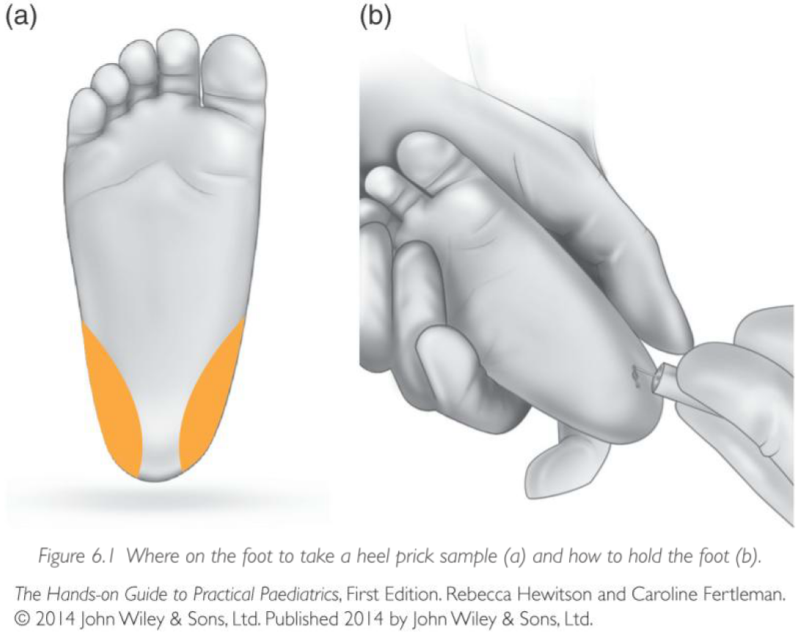 (a)
(b)
Figure 6.1 Where on the foot to take a heel prick sample (a) and how to hold the foot (b).
The Hands-on Guide to Practical Paediatrics, First Edition. Rebecca Hewitson and Caroline Fertleman.
© 2014 John Wiley & Sons, Ltd. Published 2014 by John Wiley & Sons, Ltd.